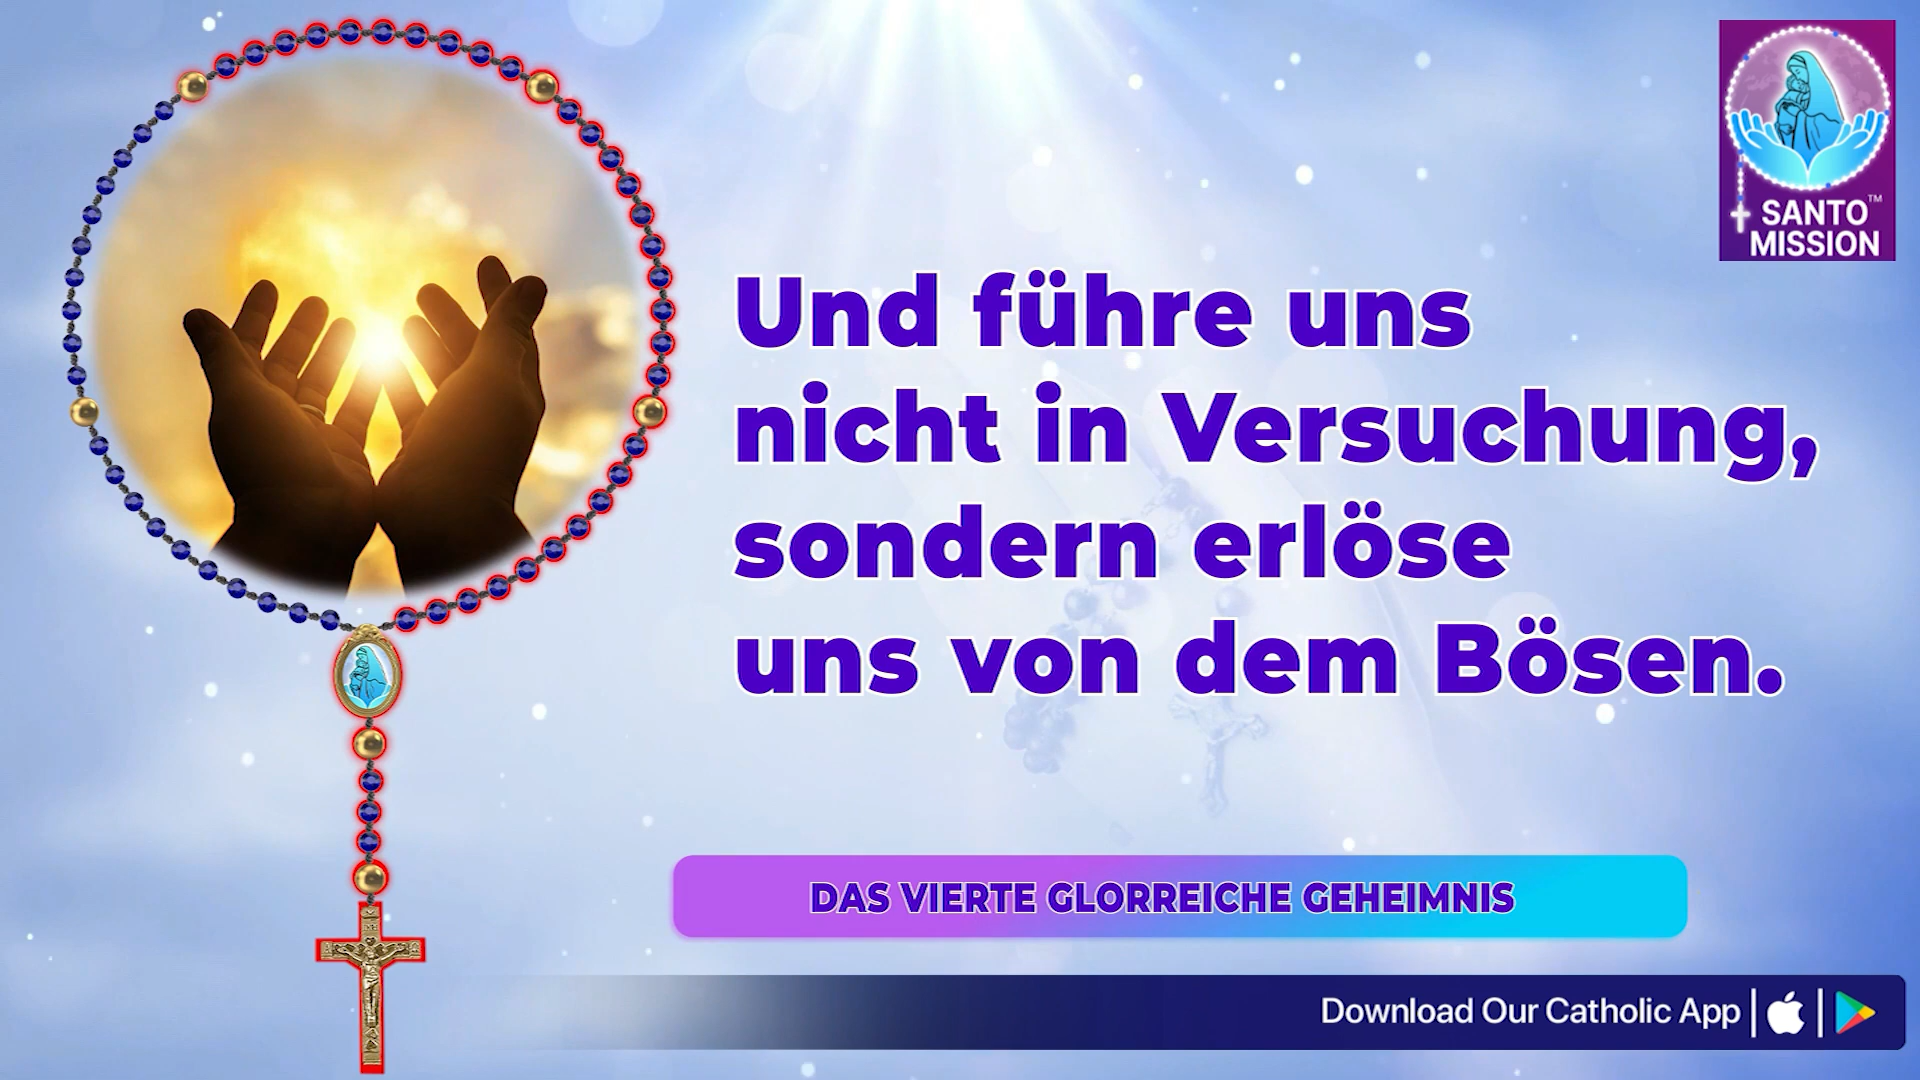 SANTO™
MISSION
Und führe uns
nicht in Versuchung,
sondern erlöse
uns von dem Bösen.
DAS VIERTE GLORREICHE GEHEIMNIS
Download Our Catholic App